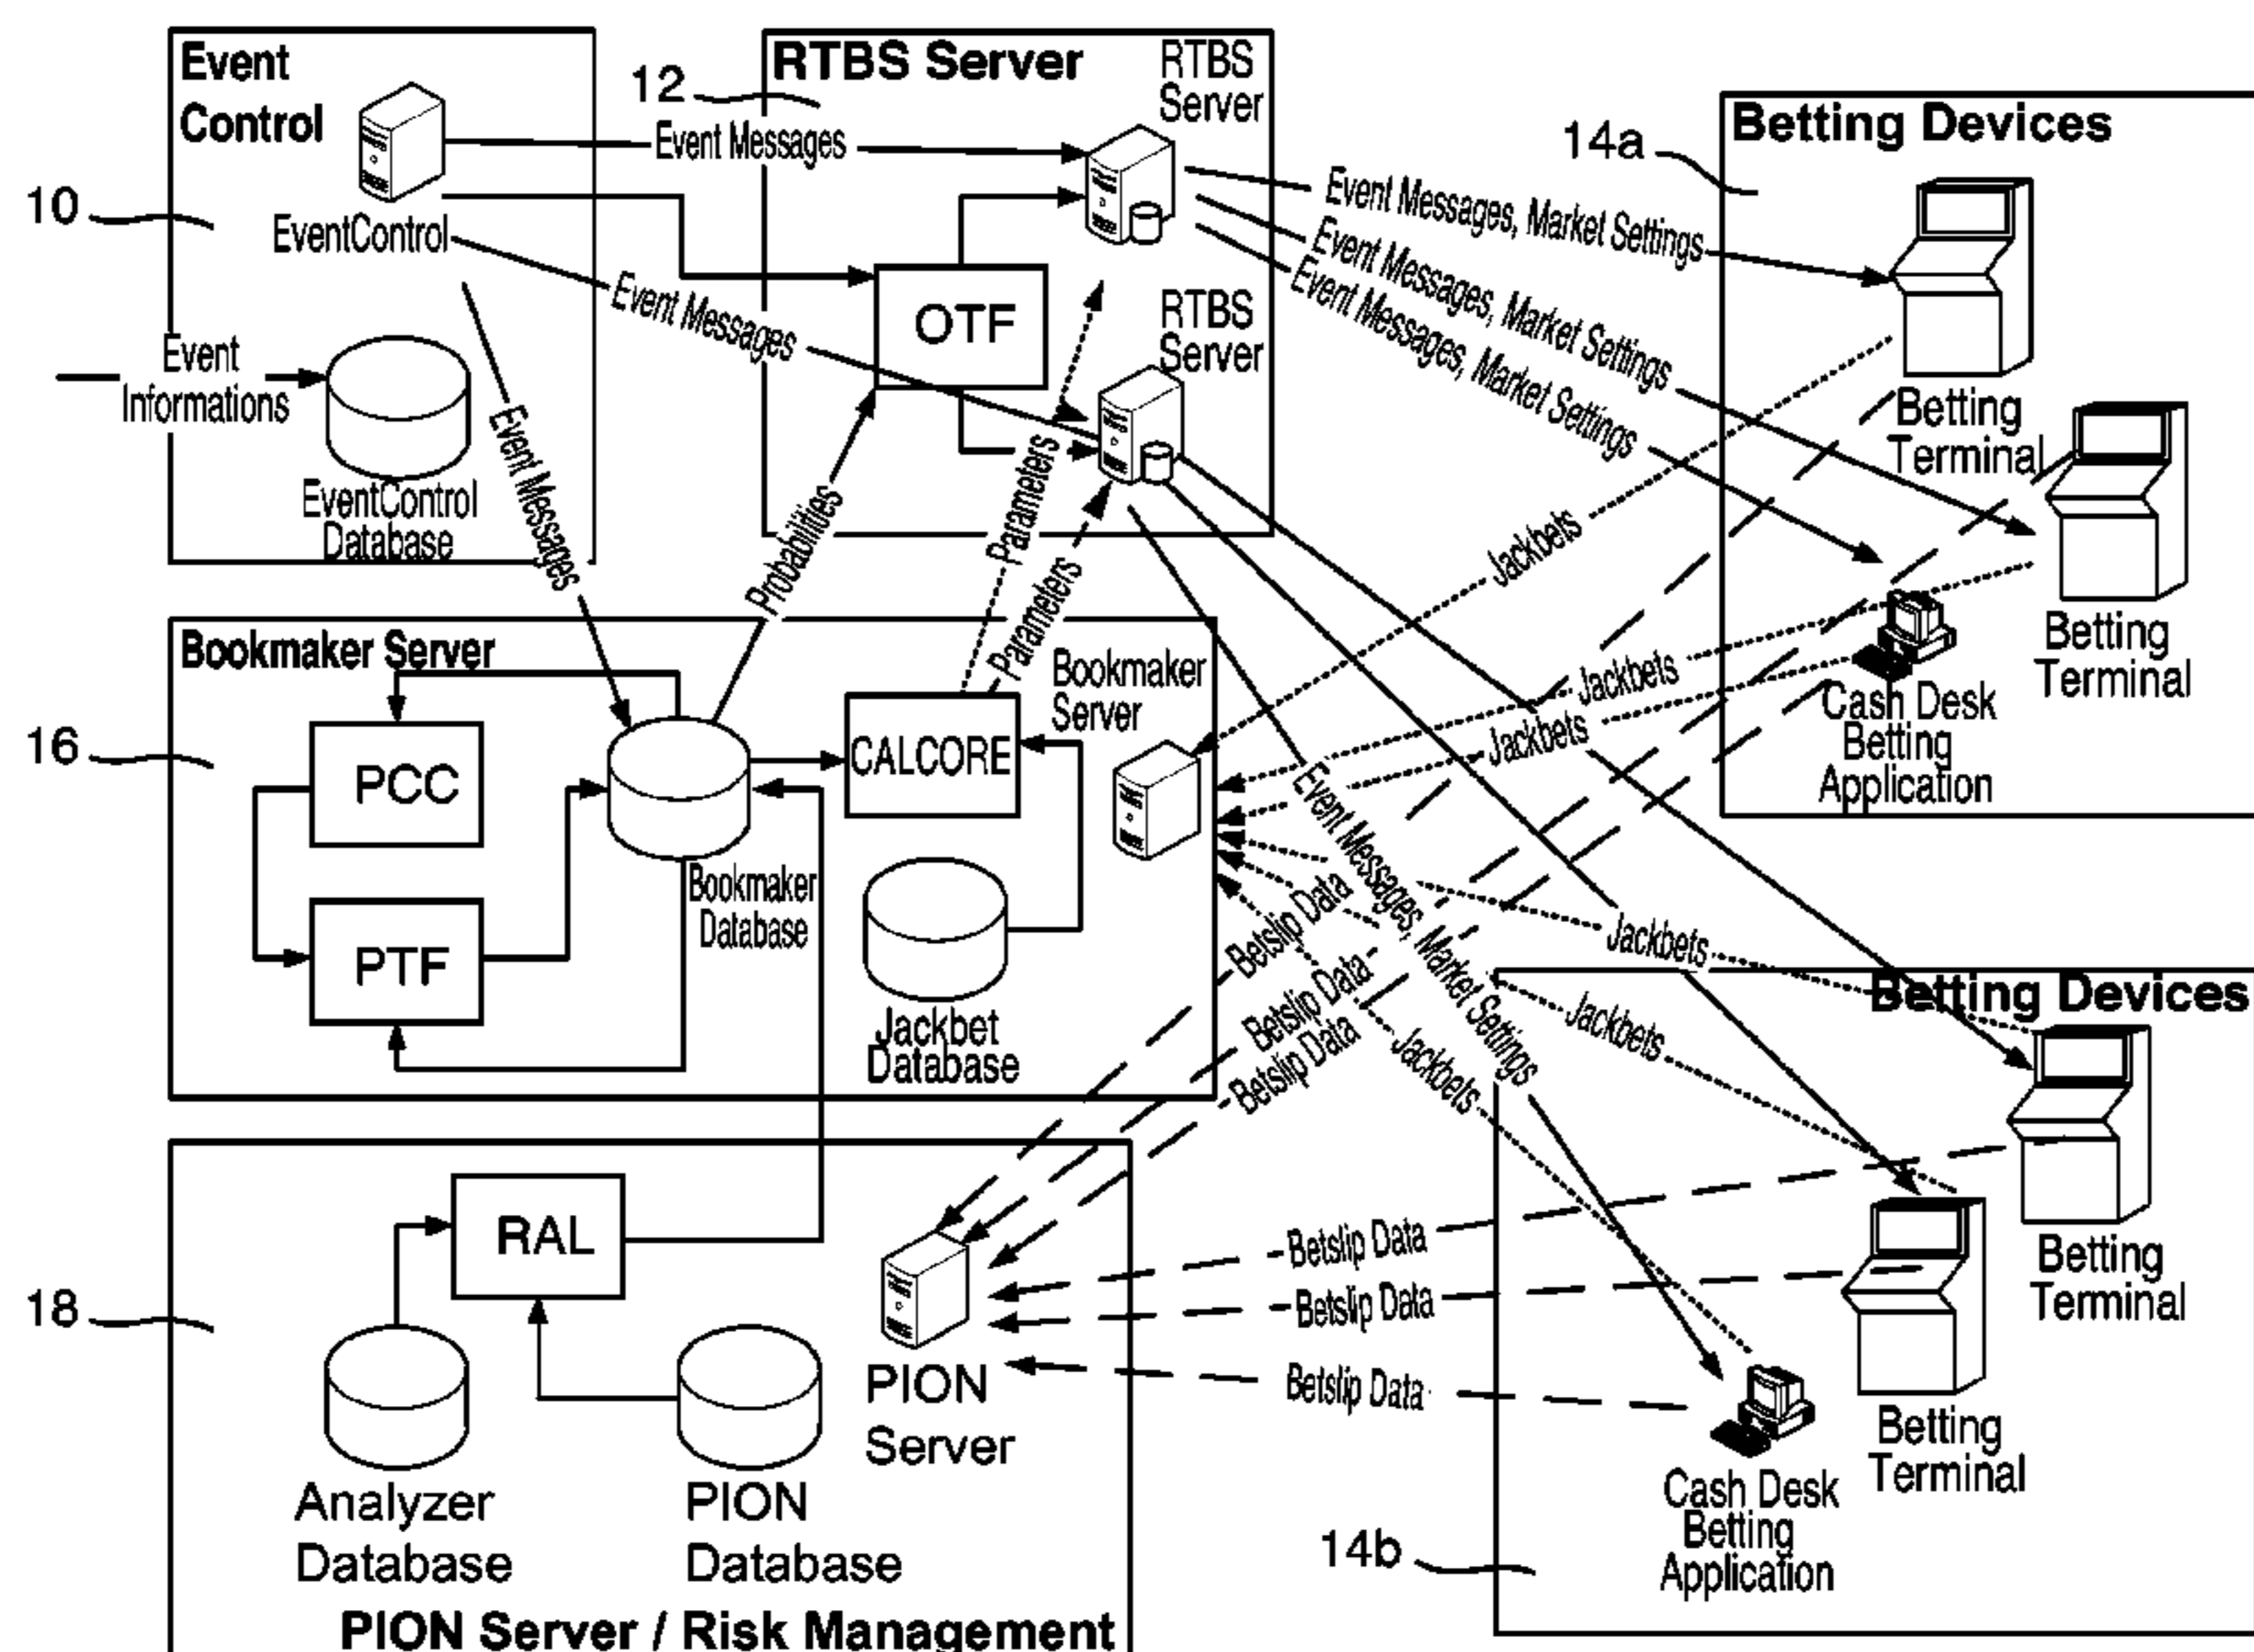 Event
Control
10
EventControl
Event
Informations
EventControl
Database
Event Messages
Event Messages
Event Messages
12
RTBS Server
RTBS
Server
OTF
RTBS
Server
Probabilities
Parameters
Parameters
Event Messages, Market Settings
Event Messages, Market Settings
Event Messages, Market Settings
14a
Betting Devices
Betting
Terminal
Betting
Terminal
Cash Desk
Betting
Application
Jackbets
Jackbets
Jackbets
16
Bookmaker Server
PCC
PTF
Bookmaker
Database
CALCORE
Jackbet
Database
Bookmaker
Server
Event Messages, Market Settings
Betslip Data
Betslip Data
Betslip Data
Jackbets
Jackbets
Jackbets
18
RAL
Analyzer
Database
PION
Database
PION
Server
PION Server / Risk Management
Betslip Data
Betslip Data
Betslip Data
Betting Devices
Betting
Terminal
Betting
Terminal
Cash Desk
Betting
Application
14b